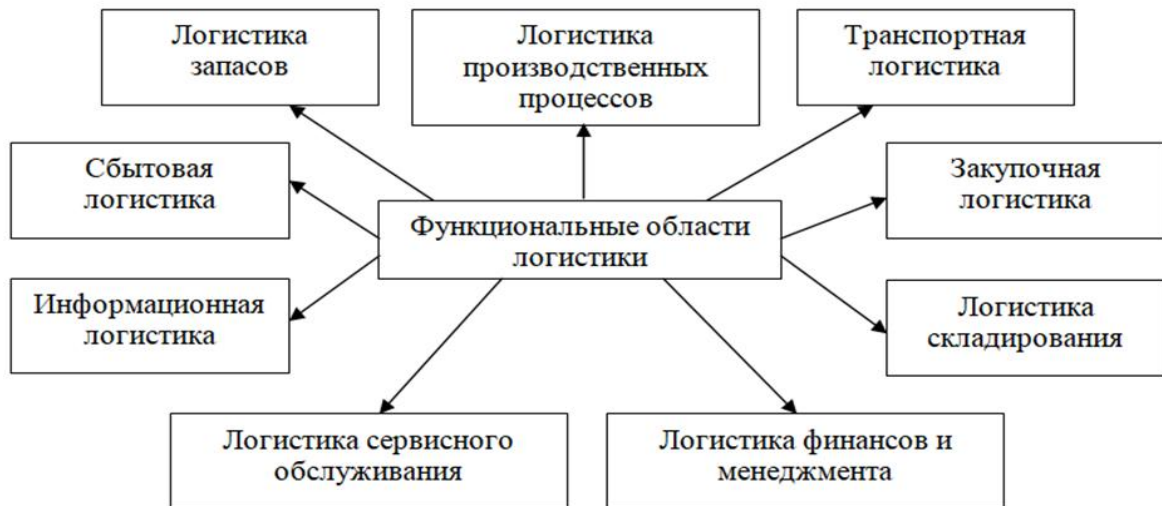 Логистика
запасов
Логистика
производственных
процессов
Транспортная
логистика
Сбытовая
логистика
Функциональные области
логистики
Закупочная
логистика
Информационная
логистика
Логистика
складирования
Логистика сервисного
обслуживания
Логистика финансов и
менеджмента